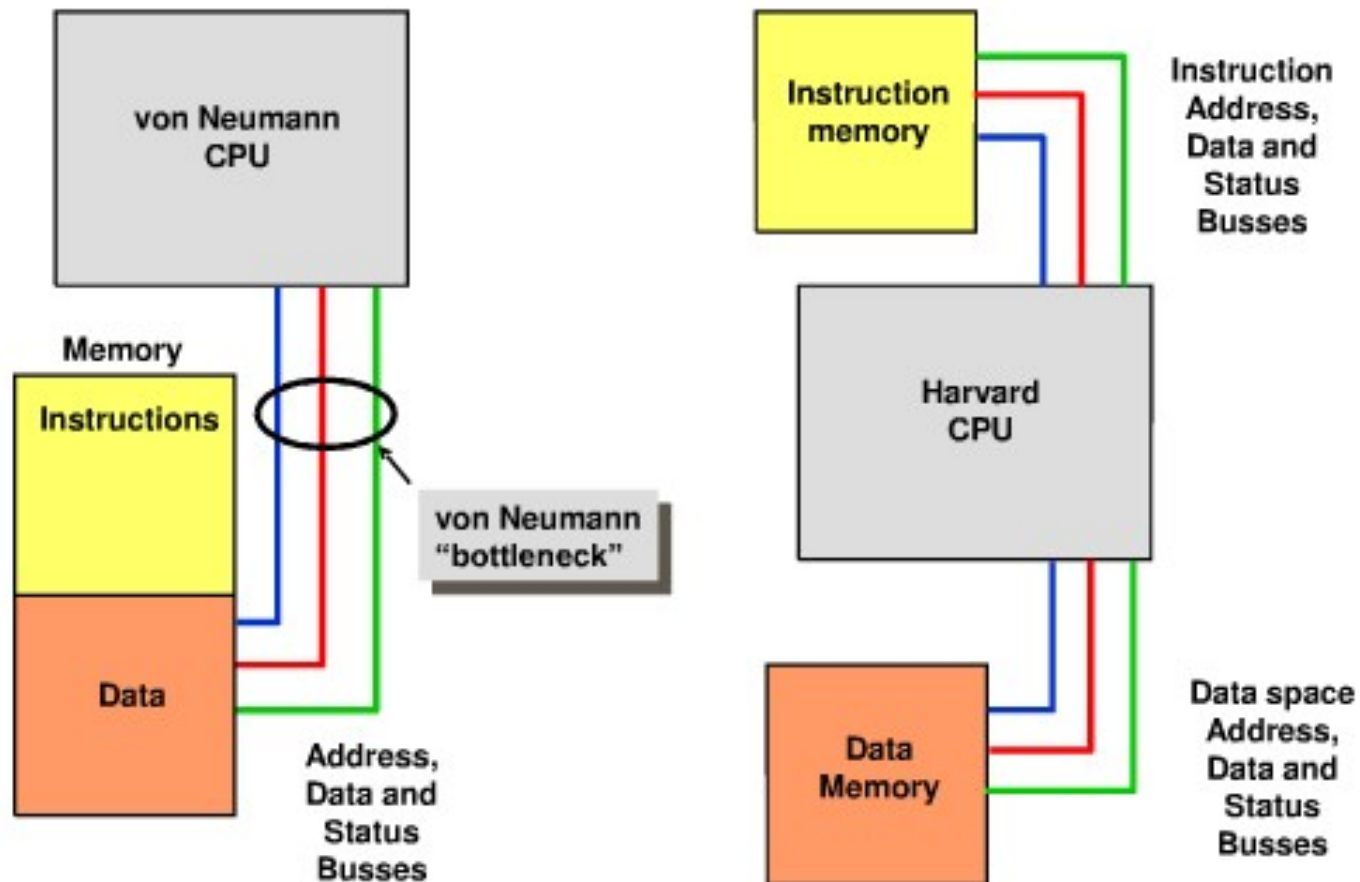 von Neumann
CPU
Memory
Instructions
von Neumann
“bottleneck”
Data
Address,
Data and
Status
Busses
Instruction
memory
Instruction
Address,
Data and
Status
Busses
Harvard
CPU
Data
Memory
Data space
Address,
Data and
Status
Busses